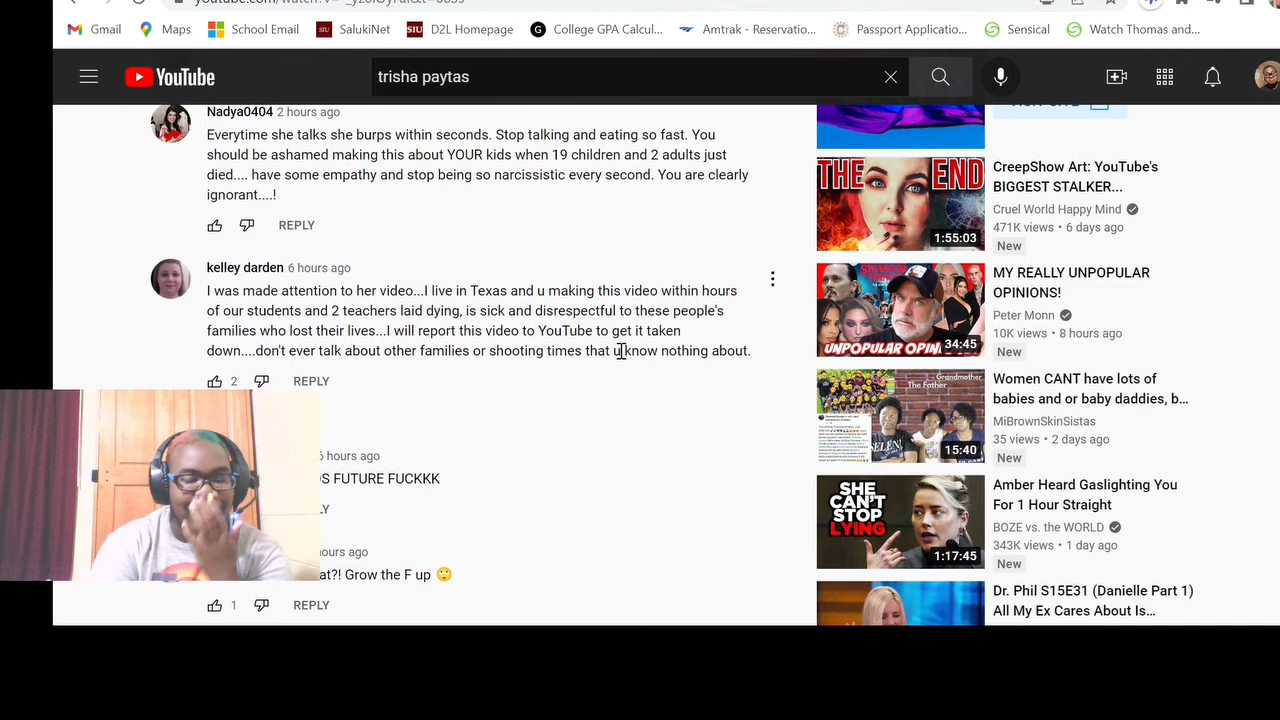 Gmail
Maps
School Email
SIU
SalukiNet
SIU
D2L Homepage
G
College GPA Calcul...
Amtrak - Reservatio...
Passport Applicatio...
Sensical
Watch Thomas and...
YouTube
trisha paytas
Nadya0404 2 hours ago
Everytime she talks she burps within seconds. Stop talking and eating so fast. You
should be ashamed making this about YOUR kids when 19 children and 2 adults just
died.... have some empathy and stop being so narcissistic every second. You are clearly
ignorant....!
REPLY
kelley darden 6 hours ago
I was made attention to her video...I live in Texas and u making this video within hours
of our students and 2 teachers laid dying, is sick and disrespectful to these people's
families who lost their lives...I will report this video to YouTube to get it taken
down....don't ever talk about other families or shooting times that u know nothing about.
2 REPLY
hours ago
FUTURE FUCKKK
hours ago
at?! Grow the F up 🙄
1 REPLY
THE END
1:55:03
CreepShow Art: YouTube's
BIGGEST STALKER...
Cruel World Happy Mind
471K views • 6 days ago
New
UNPOPULAR OPINI
34:45
MY REALLY UNPOPULAR
OPINIONS!
Peter Monn
10K views • 8 hours ago
New
Grandmother
The Father
15:40
Women CANT have lots of
babies and or baby daddies, b...
MiBrownSkinSistas
35 views • 2 days ago
New
SHE
CAN'T
STOP
LYING
1:17:45
Amber Heard Gaslighting You
For 1 Hour Straight
BOZE vs. the WORLD
343K views • 1 day ago
New
Dr. Phil S15E31 (Danielle Part 1)
All My Ex Cares About Is...